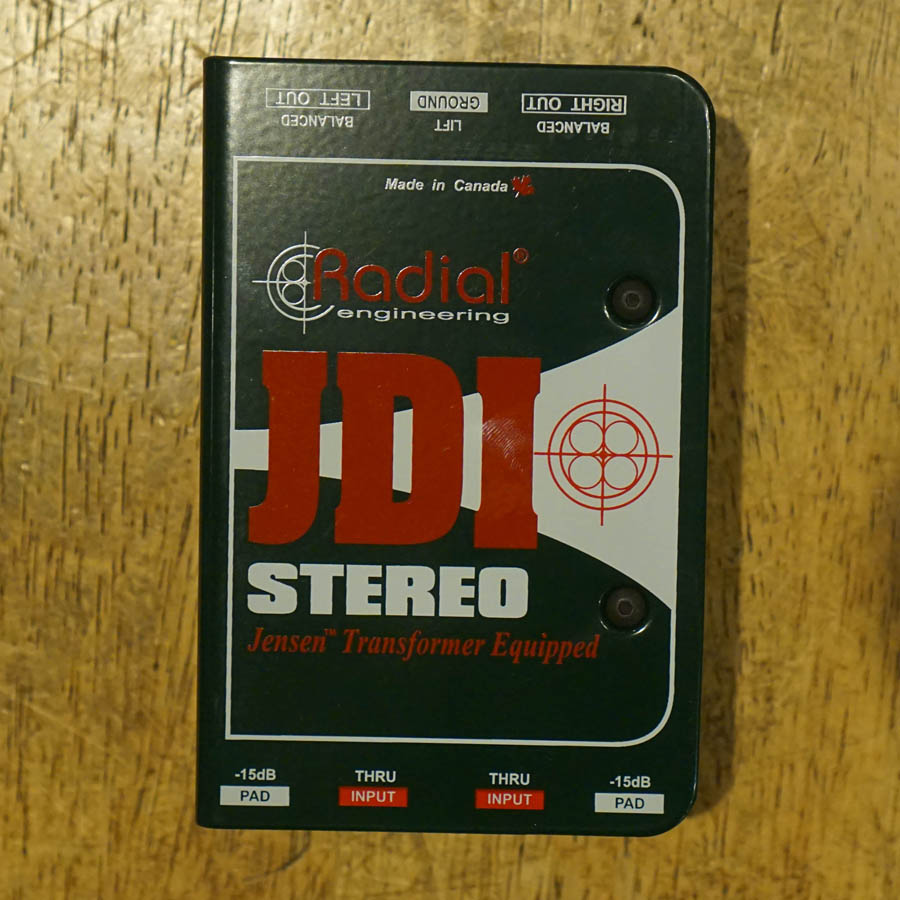 BALANCED
LEFT OUT
LIFT
GROUND
BALANCED
RIGHT OUT
Made in Canada
Radial®
engineering
JDI
STEREO
Jensen™ Transformer Equipped
-15dB THRU THRU -15dB
PAD INPUT INPUT PAD